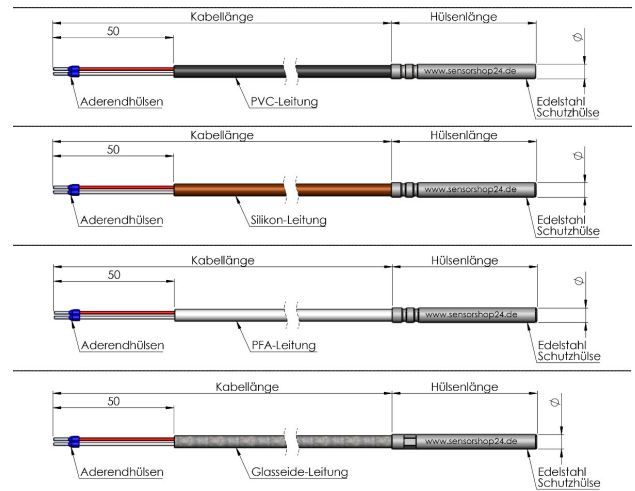 Kabellänge Hülsenlänge
50 Ø
www.sensorshop24.de
Aderendhülsen PVC-Leitung Edelstahl
Schutzhülse
Kabellänge Hülsenlänge
50 Ø
www.sensorshop24.de
Aderendhülsen Silikon-Leitung Edelstahl
Schutzhülse
Kabellänge Hülsenlänge
50 Ø
www.sensorshop24.de
Aderendhülsen PFA-Leitung Edelstahl
Schutzhülse
Kabellänge Hülsenlänge
50 Ø
www.sensorshop24.de
Aderendhülsen Glasseide-Leitung Edelstahl
Schutzhülse